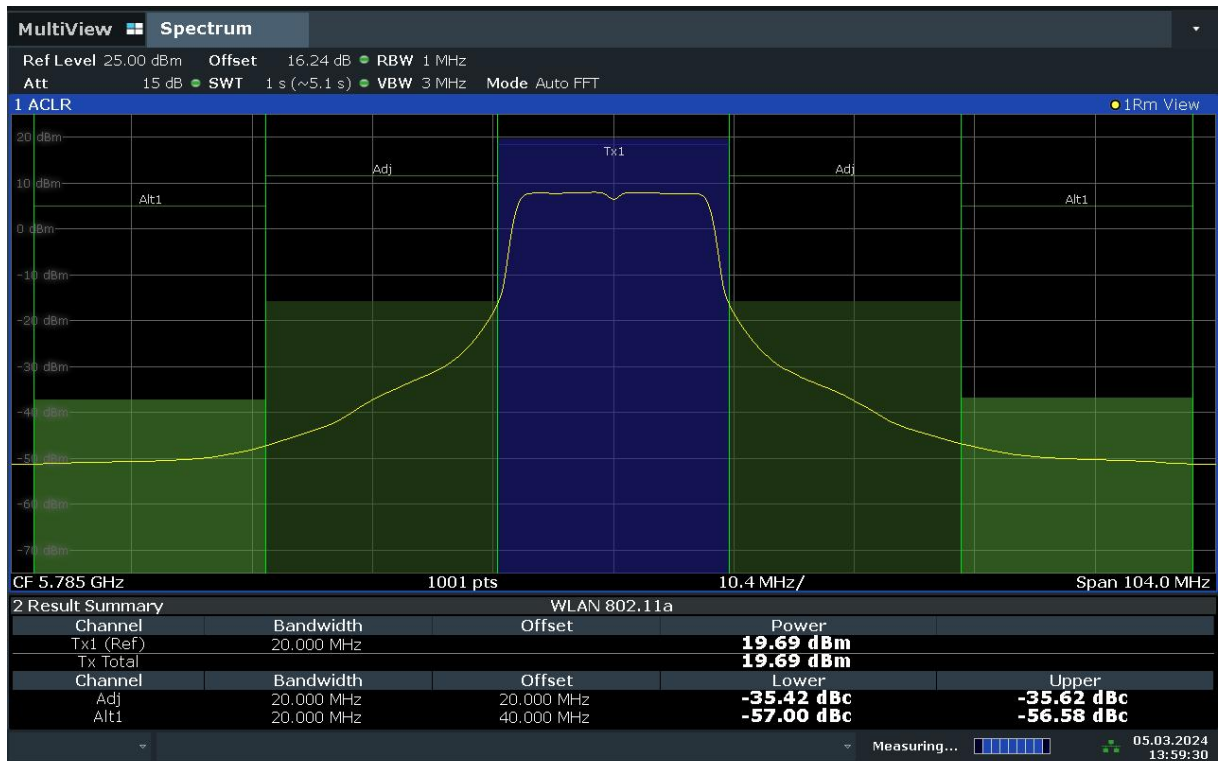 MultiView Spectrum
Ref Level 25.00 dBm Offset 16.24 dB RBW 1 MHz
Att 15 dB SWT 1 s (~5.1 s) VBW 3 MHz Mode Auto FFT
1 ACLR 1Rm View
20 dBm
Tx1
Adj Adj
10 dBm
Alt1 Alt1
0 dBm
-10 dBm
-20 dBm
-30 dBm
-40 dBm
-50 dBm
-60 dBm
-70 dBm
CF 5.785 GHz 1001 pts 10.4 MHz/ Span 104.0 MHz
2 Result Summary WLAN 802.11a
Channel Bandwidth Offset Power
Tx1 (Ref) 20.000 MHz 19.69 dBm
Tx Total 19.69 dBm
Channel Bandwidth Offset Lower Upper
Adj 20.000 MHz 20.000 MHz -35.42 dBc -35.62 dBc
Alt1 20.000 MHz 40.000 MHz -57.00 dBc -56.58 dBc
Measuring... 05.03.2024
13:59:30